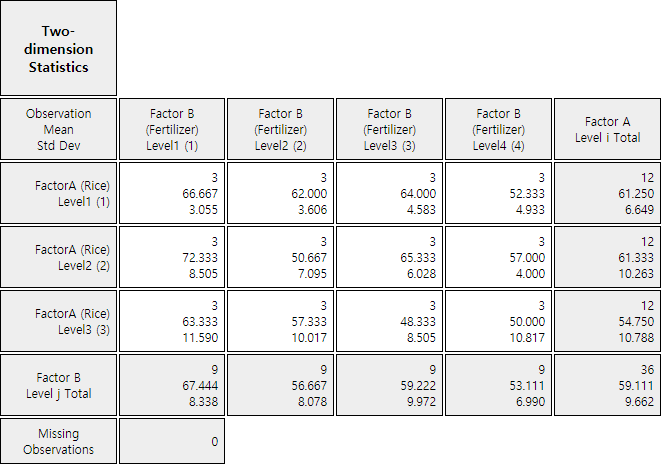 Two-
dimension
Statistics
Observation
Mean
Std Dev
Factor B
(Fertilizer)
Level1 (1)
Factor B
(Fertilizer)
Level2 (2)
Factor B
(Fertilizer)
Level3 (3)
Factor B
(Fertilizer)
Level4 (4)
Factor A
Level i Total
FactorA (Rice)
Level1 (1)
3
66.667
3.055
3
62.000
3.606
3
64.000
4.583
3
52.333
4.933
12
61.250
6.649
FactorA (Rice)
Level2 (2)
3
72.333
8.505
3
50.667
7.095
3
65.333
6.028
3
57.000
4.000
12
61.333
10.263
FactorA (Rice)
Level3 (3)
3
63.333
11.590
3
57.333
10.017
3
48.333
8.505
3
50.000
10.817
12
54.750
10.788
Factor B
Level j Total
9
67.444
8.338
9
56.667
8.078
9
59.222
9.972
9
53.111
6.990
36
59.111
9.662
Missing
Observations
0